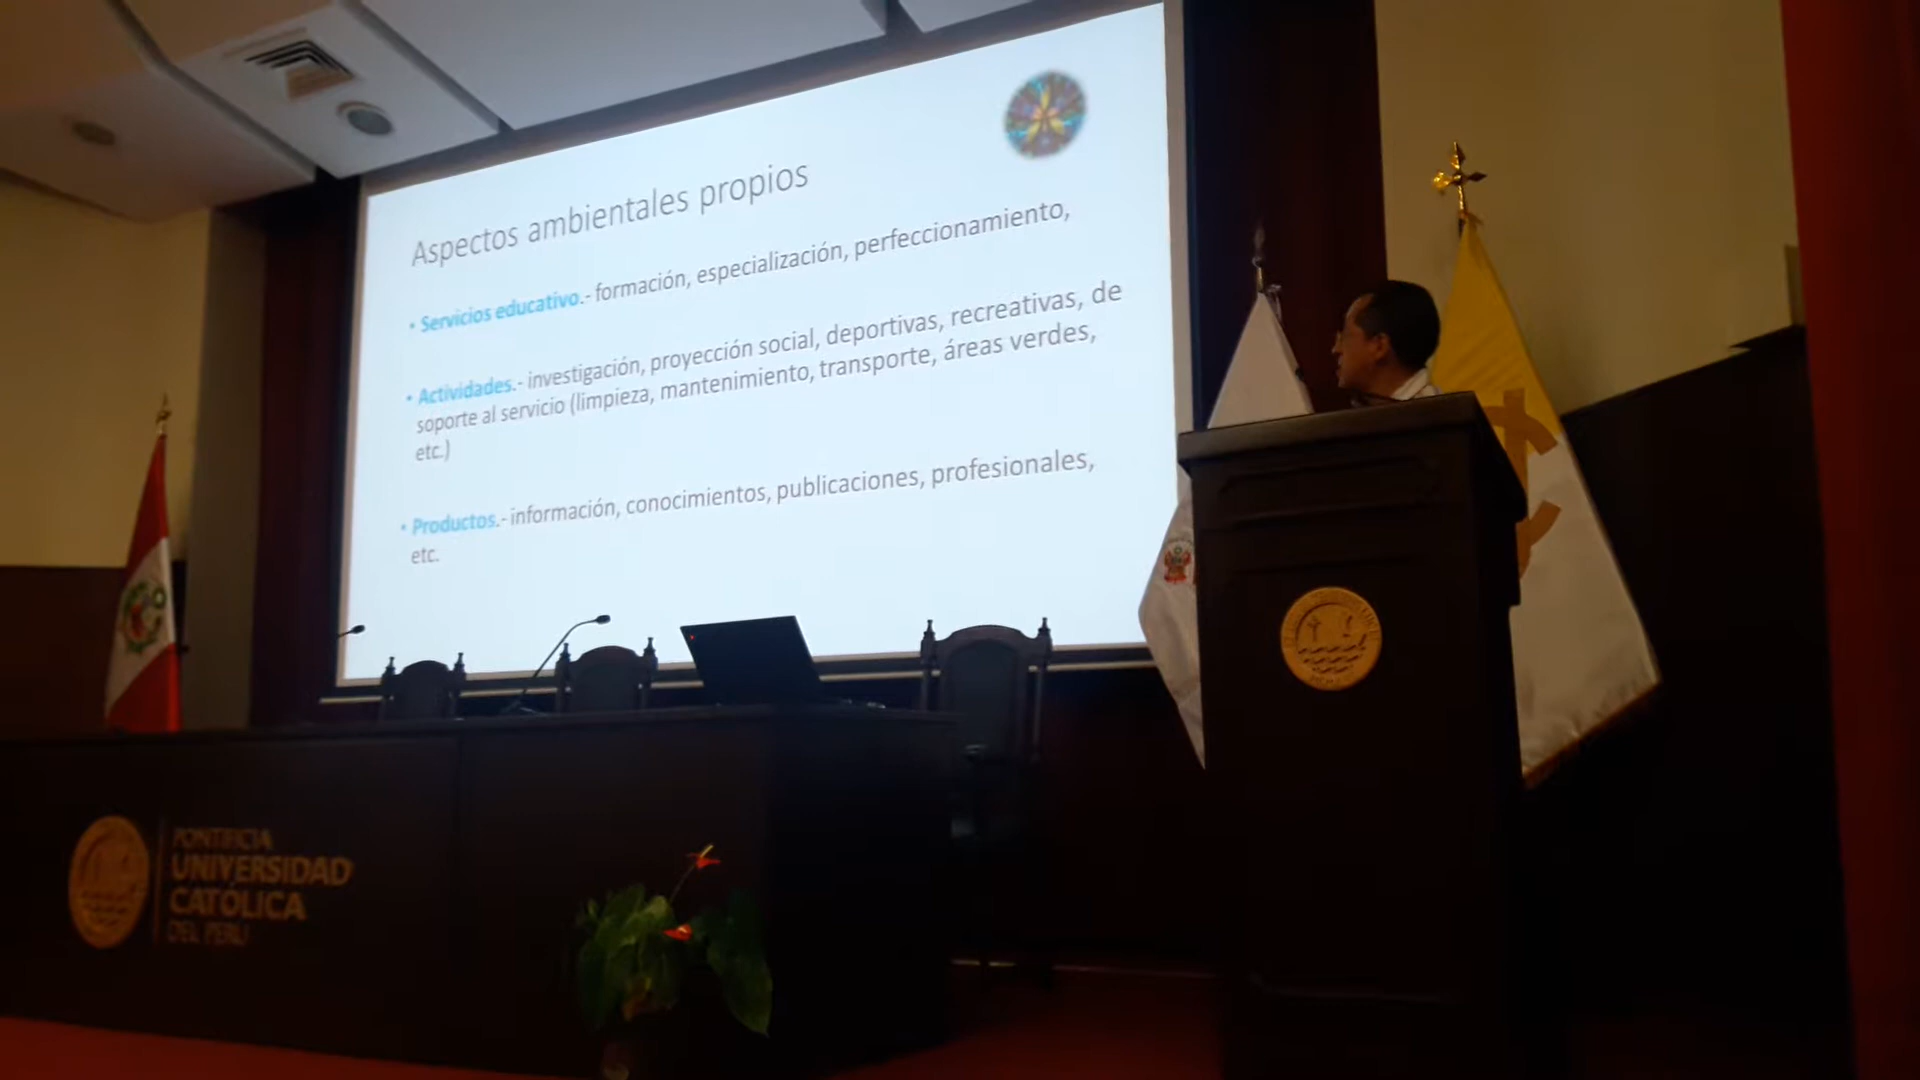 Aspectos ambientales propios
• Servicios educativo.- formación, especialización, perfeccionamiento,
• Actividades.- investigación, proyección social, deportivas, recreativas, de
soporte al servicio (limpieza, mantenimiento, transporte, áreas verdes,
etc.)
• Productos.- información, conocimientos, publicaciones, profesionales,
etc.
PONTIFICIA
UNIVERSIDAD
CATÓLICA
DEL PERÚ